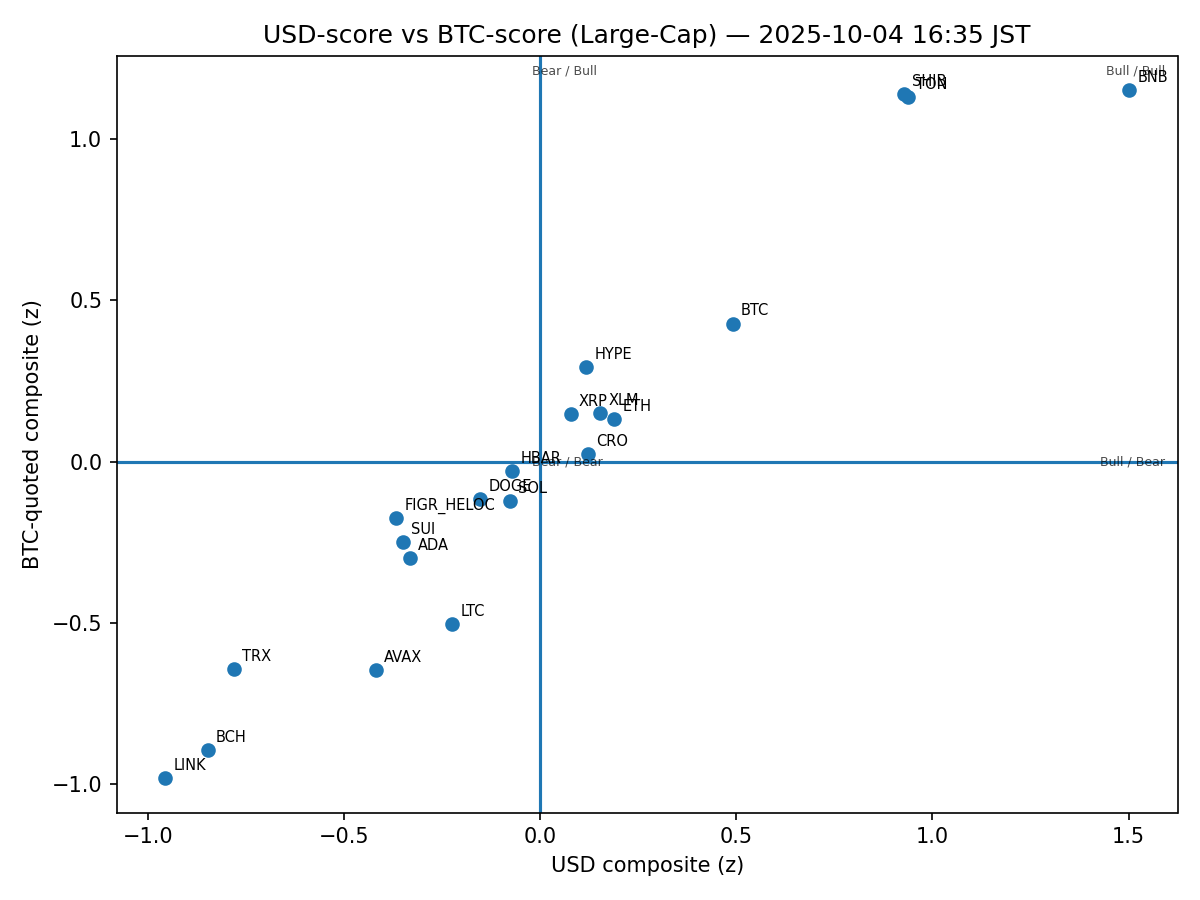 USD-score vs BTC-score (Large-Cap) — 2025-10-04 16:35 JST
Bear / Bull
Bull / Bull
BNB
SHIB
TON
1.0
0.5
BTC
HYPE
XRP
XLM
ETH
CRO
0.0
HBAR
Bear / Bear
Bull / Bear
DOGE
SOL
FIGR_HELOC
SUI
ADA
−0.5
LTC
TRX
AVAX
BCH
LINK
−1.0
−1.0
−0.5
0.0
0.5
1.0
1.5
USD composite (z)
BTC-quoted composite (z)